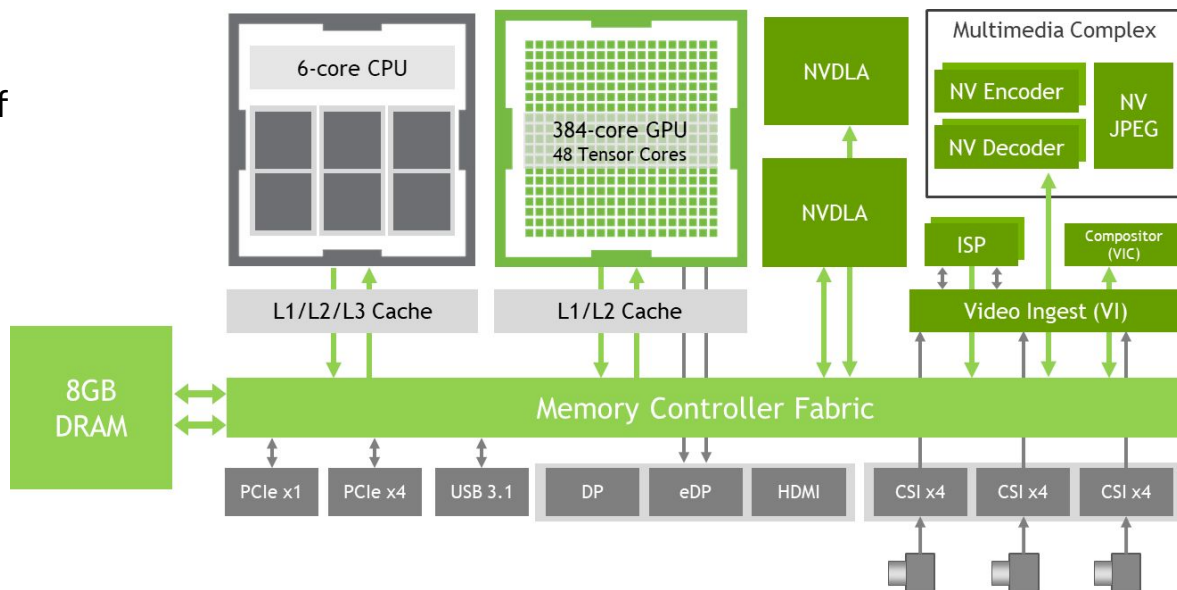 f
6-core CPU
384-core GPU
48 Tensor Cores
NVDLA
NVDLA
Multimedia Complex
NV Encoder
NV Decoder
NV
JPEG
ISP
Compositor
(VIC)
L1/L2/L3 Cache
L1/L2 Cache
Video Ingest (VI)
8GB
DRAM
Memory Controller Fabric
PCIe x1
PCIe x4
USB 3.1
DP
eDP
HDMI
CSI x4
CSI x4
CSI x4